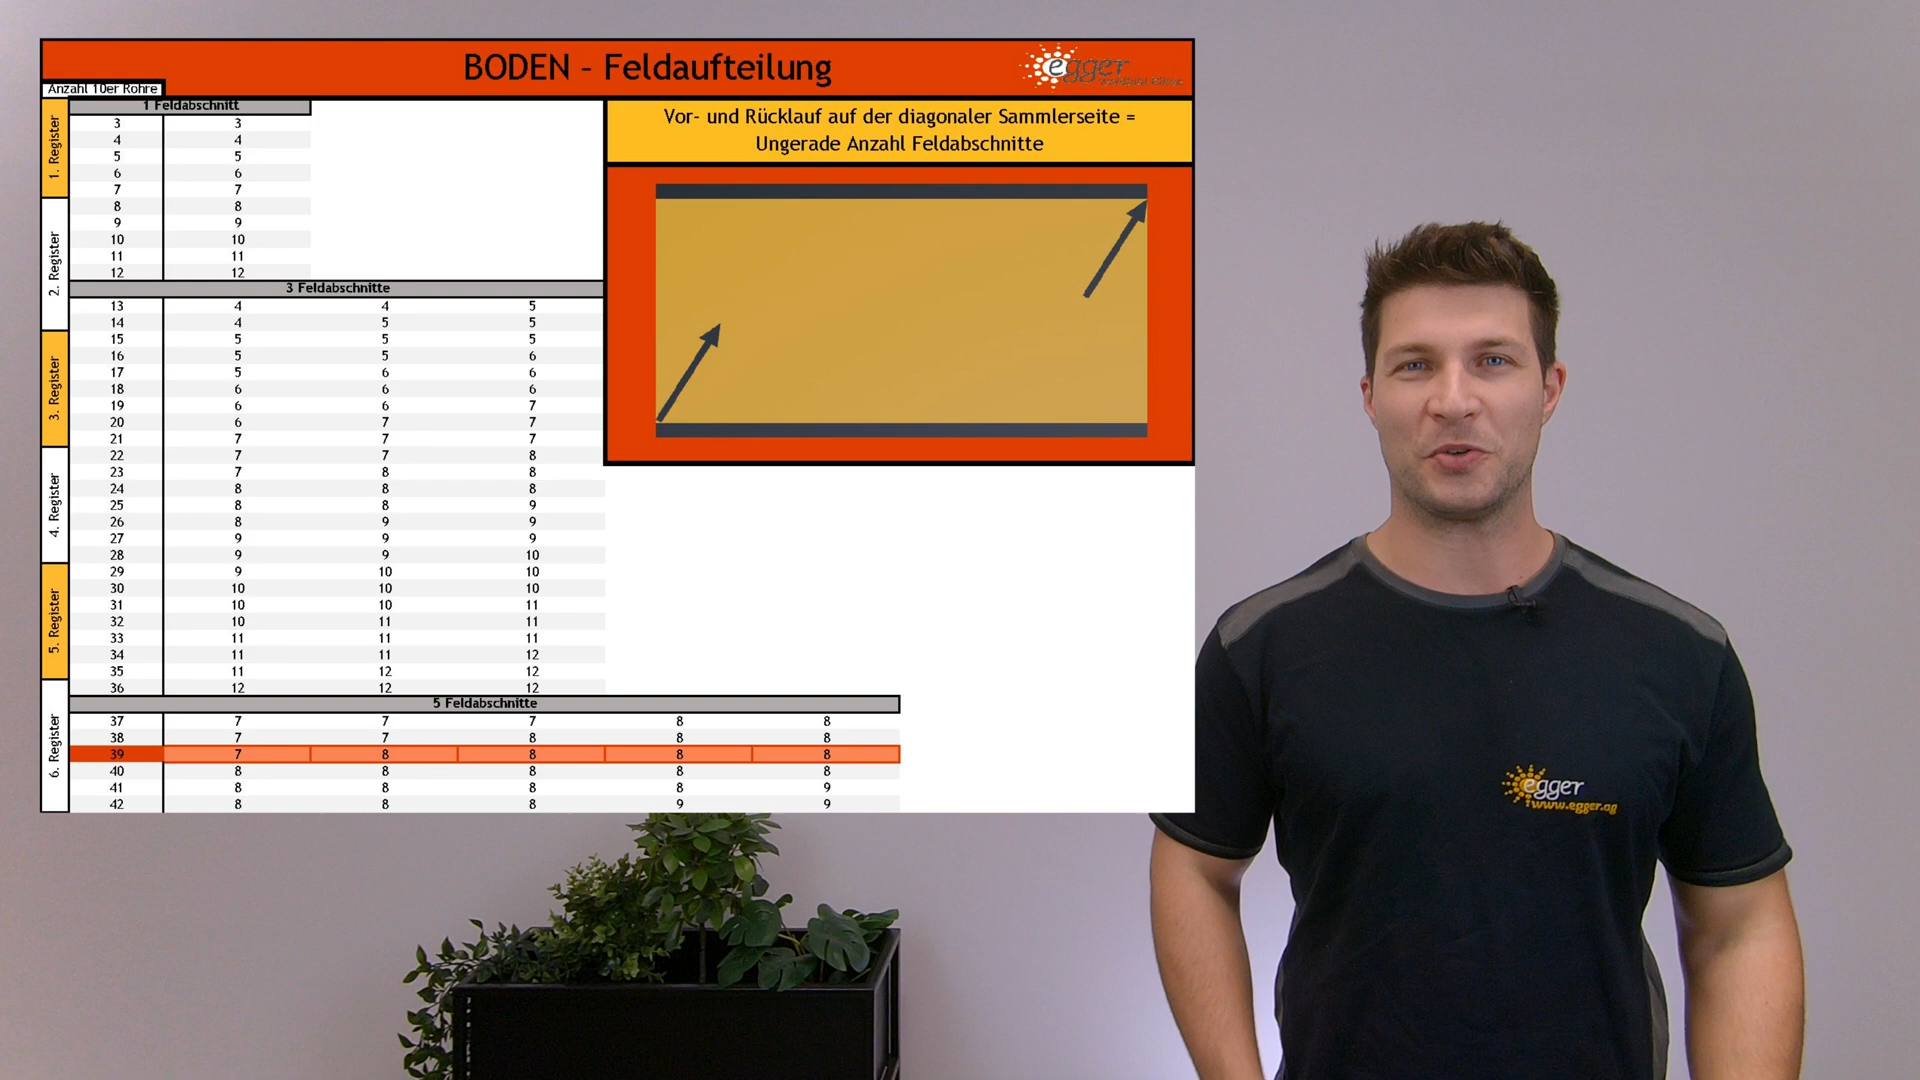 BODEN - Feldaufteilung
egger
Anzahl 10er Rohre
1 Feldabschnitt
Vor- und Rücklauf auf der diagonaler Sammlerseite =
Ungerade Anzahl Feldabschnitte
1. Register
3 3
4 4
5 5
6 6
7 7
2. Register
8 8
9 9
10 10
11 11
12 12
3 Feldabschnitte
13 4 4 5
14 4 5 5
3. Register
15 5 5 5
16 5 5 6
17 5 6 6
18 6 6 6
19 6 6 7
20 6 7 7
21 7 7 7
4. Register
22 7 7 8
23 7 8 8
24 8 8 8
25 8 8 9
26 8 9 9
27 9 9 9
28 9 9 10
5. Register
29 9 10 10
30 10 10 10
31 10 10 11
32 10 11 11
33 11 11 11
34 11 11 12
35 11 12 12
6. Register
36 12 12 12
5 Feldabschnitte
37 7 7 7 8 8
38 7 7 8 8 8
39 7 8 8 8 8
40 8 8 8 8 8
41 8 8 8 8 9
42 8 8 8 9 9
egger
www.egger.ag